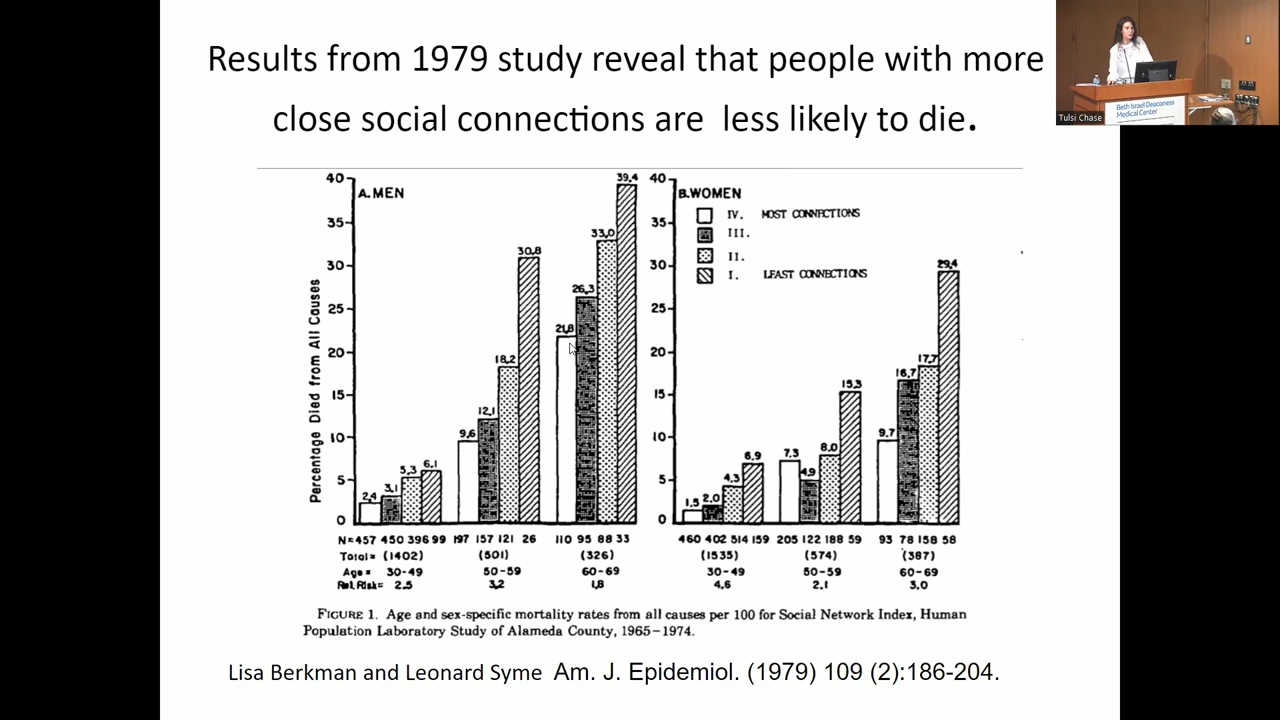 Results from 1979 study reveal that people with more
close social connections are less likely to die.
Beth Israel Deaconess
Medical Center
Tulsi Chase
40 35 30 25 20 15 10 5 0
Percentage Died from All Causes
A. MEN
2.4 3.1 5.3 6.1 9.6 12.1 18.2 30.8 21.8 26.3 33.0 39.4
40 35 30 25 20 15 10 5 0
B. WOMEN
IV. MOST CONNECTIONS
III.
II.
I. LEAST CONNECTIONS
1.5 2.0 4.3 6.9 7.3 4.9 8.0 15.3 9.7 16.7 17.7 29.4
N=457 450 396 99 197 157 121 26 110 95 88 33 460 402 514 159 205 122 188 59 93 78 158 58
Total= (1402) (501) (326) (1535) (574) (387)
Age= 30-49 50-59 60-69 30-49 50-59 60-69
Rel. Risk= 2.5 3.2 1.8 4.6 2.1 3.0
FIGURE 1. Age and sex-specific mortality rates from all causes per 100 for Social Network Index, Human
Population Laboratory Study of Alameda County, 1965–1974.
Lisa Berkman and Leonard Syme Am. J. Epidemiol. (1979) 109 (2):186-204.